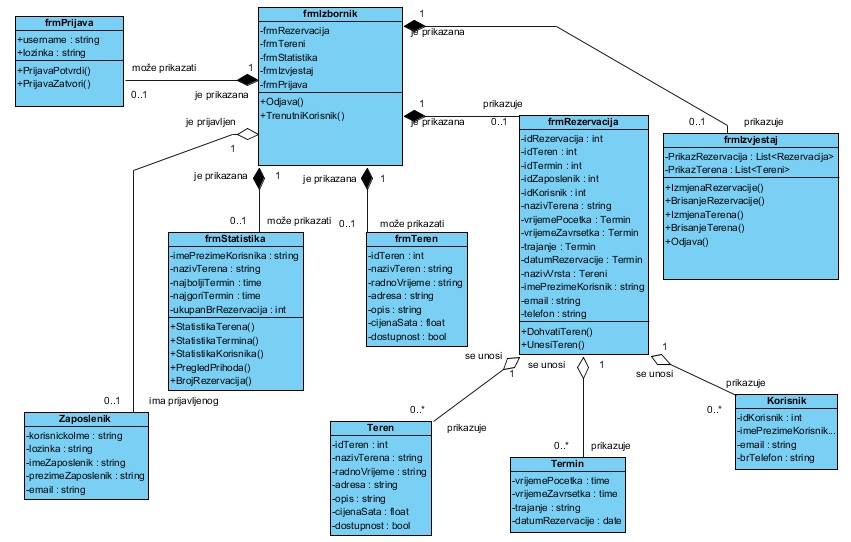 frmPrijava
+username : string
+lozinka : string
+PrijavaPotvrdi()
+PrijavaZatvori()
frmIzbornik
-frmRezervacija
-frmTereni
-frmStatistika
-frmIzvjestaj
-frmPrijava
+Odjava()
+TrenutniKorisnik()
može prikazati
1
0..1
je prikazana
je prijavljen
1
1
je prikazana
1
je prikazana
prikazuje
0..1
prikazuje
0..1
je prikazana
1
0..1
može prikazati
je prikazana
1
0..1
može prikazati
frmRezervacija
-idRezervacija : int
-idTeren : int
-idTermin : int
-idZaposlenik : int
-idKorisnik : int
-nazivTerena : string
-vrijemePocetka : Termin
-vrijemeZavrsetka : Termin
-trajanje : Termin
-datumRezervacije : Termin
-nazivVrsta : Tereni
-imePrezimeKorisnik : string
-email : string
-telefon : string
+DohvatiTeren()
+UnesiTeren()
frmIzvjestaj
-PrikazRezervacija : List<Rezervacija>
-PrikazTerena : List<Tereni>
+IzmjenaRezervacije()
+BrisanjeRezervacije()
+IzmjenaTerena()
+BrisanjeTerena()
+Odjava()
frmStatistika
-imePrezimeKorisnika : string
-nazivTerena : string
-najboljiTermin : time
-najgoriTermin : time
-ukupanBrRezervacija : int
+StatistikaTerena()
+StatistikaTermina()
+StatistikaKorisnika()
+PregledPrihoda()
+BrojRezervacija()
frmTeren
-idTeren : int
-nazivTeren : string
-radnoVrijeme : string
-adresa : string
-opis : string
-cijenaSata : float
-dostupnost : bool
se unosi
1
se unosi
1
1
se unosi
0..1
ima prijavljenog
0..*
prikazuje
0..*
prikazuje
prikazuje
0..*
Zaposlenik
-korisnickoIme : string
-lozinka : string
-imeZaposlenik : string
-prezimeZaposlenik : string
-email : string
Teren
-idTeren : int
-nazivTerena : string
-radnoVrijeme : string
-adresa : string
-opis : string
-cijenaSata : float
-dostupnost : bool
Termin
-vrijemePocetka : time
-vrijemeZavrsetka : time
-trajanje : string
-datumRezervacije : date
Korisnik
-idKorisnik : int
-imePrezimeKorisnik...
-email : string
-brTelefon : string